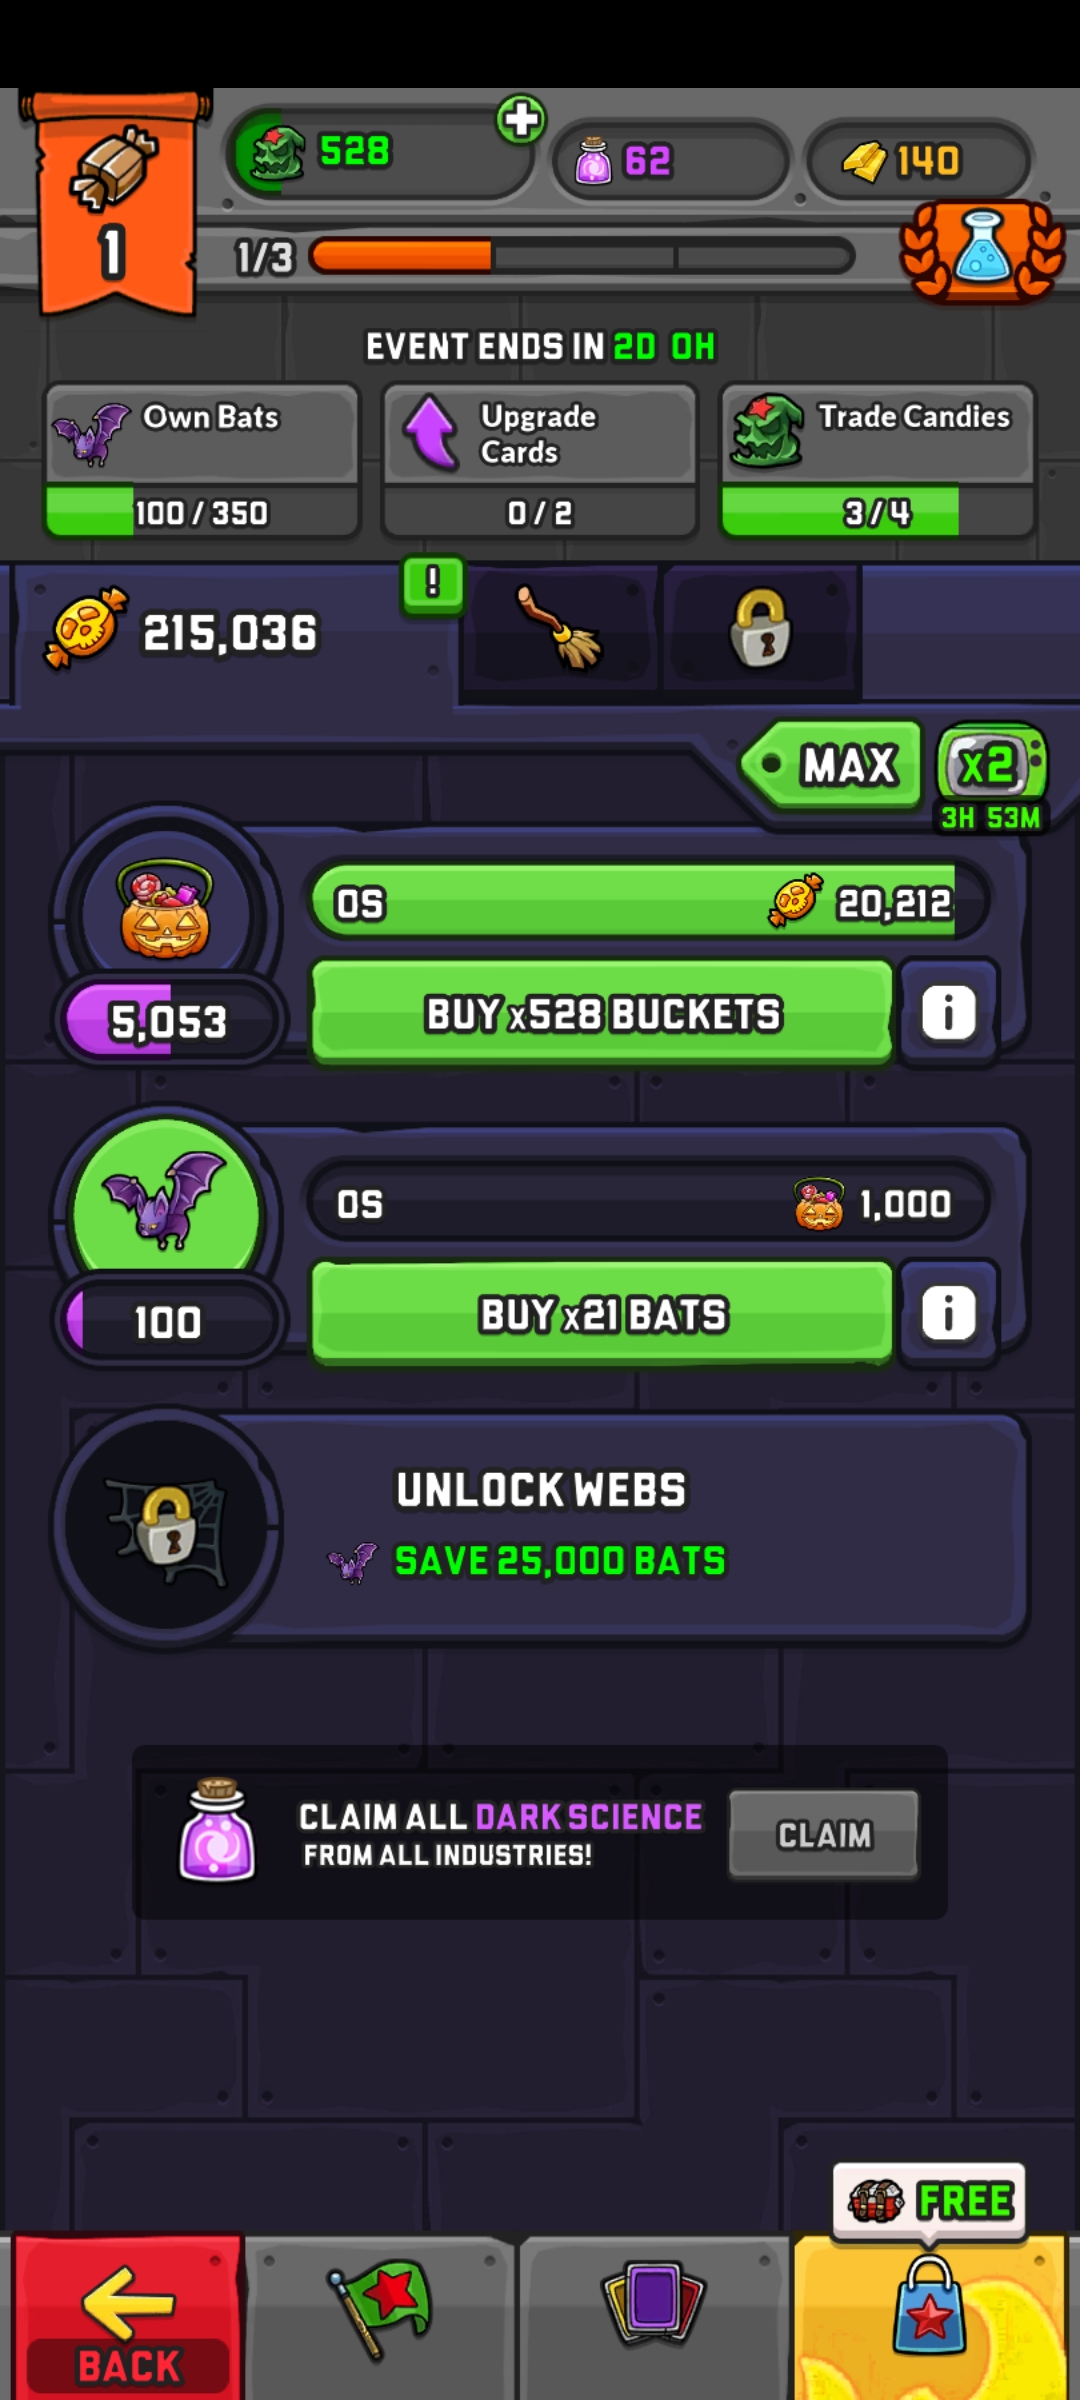 528
62
140
1
1/3
EVENT ENDS IN 2D 0H
Own Bats
100 / 350
Upgrade
Cards
0 / 2
Trade Candies
3 / 4
!
215,036
MAX
x2
3H 53M
0S
20,212
5,053
BUY x528 BUCKETS
i
0S
1,000
100
BUY x21 BATS
i
UNLOCK WEBS
SAVE 25,000 BATS
CLAIM ALL DARK SCIENCE
FROM ALL INDUSTRIES!
CLAIM
FREE
BACK